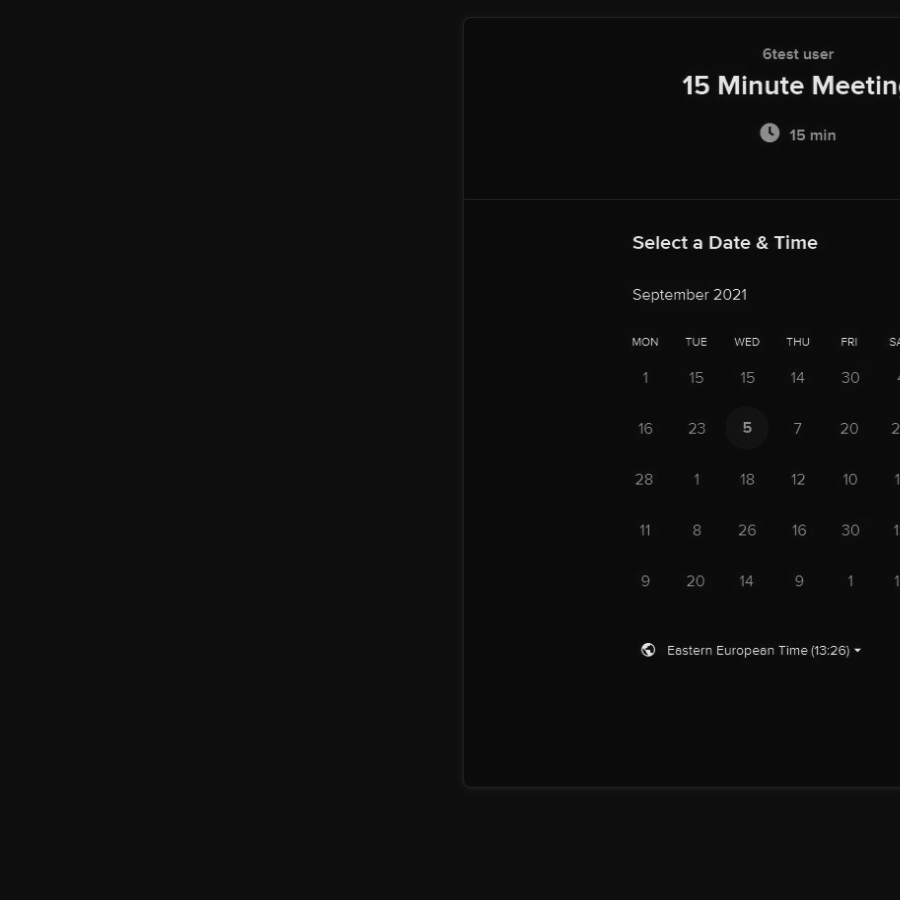 6test user
15 Minute Meetin
15 min
Select a Date & Time
September 2021
MON TUE WED THU FRI
1 15 15 14 30
16 23 5 7 20 2
28 1 18 12 10 1
11 8 26 16 30 1
9 20 14 9 1 1
Eastern European Time (13:26)